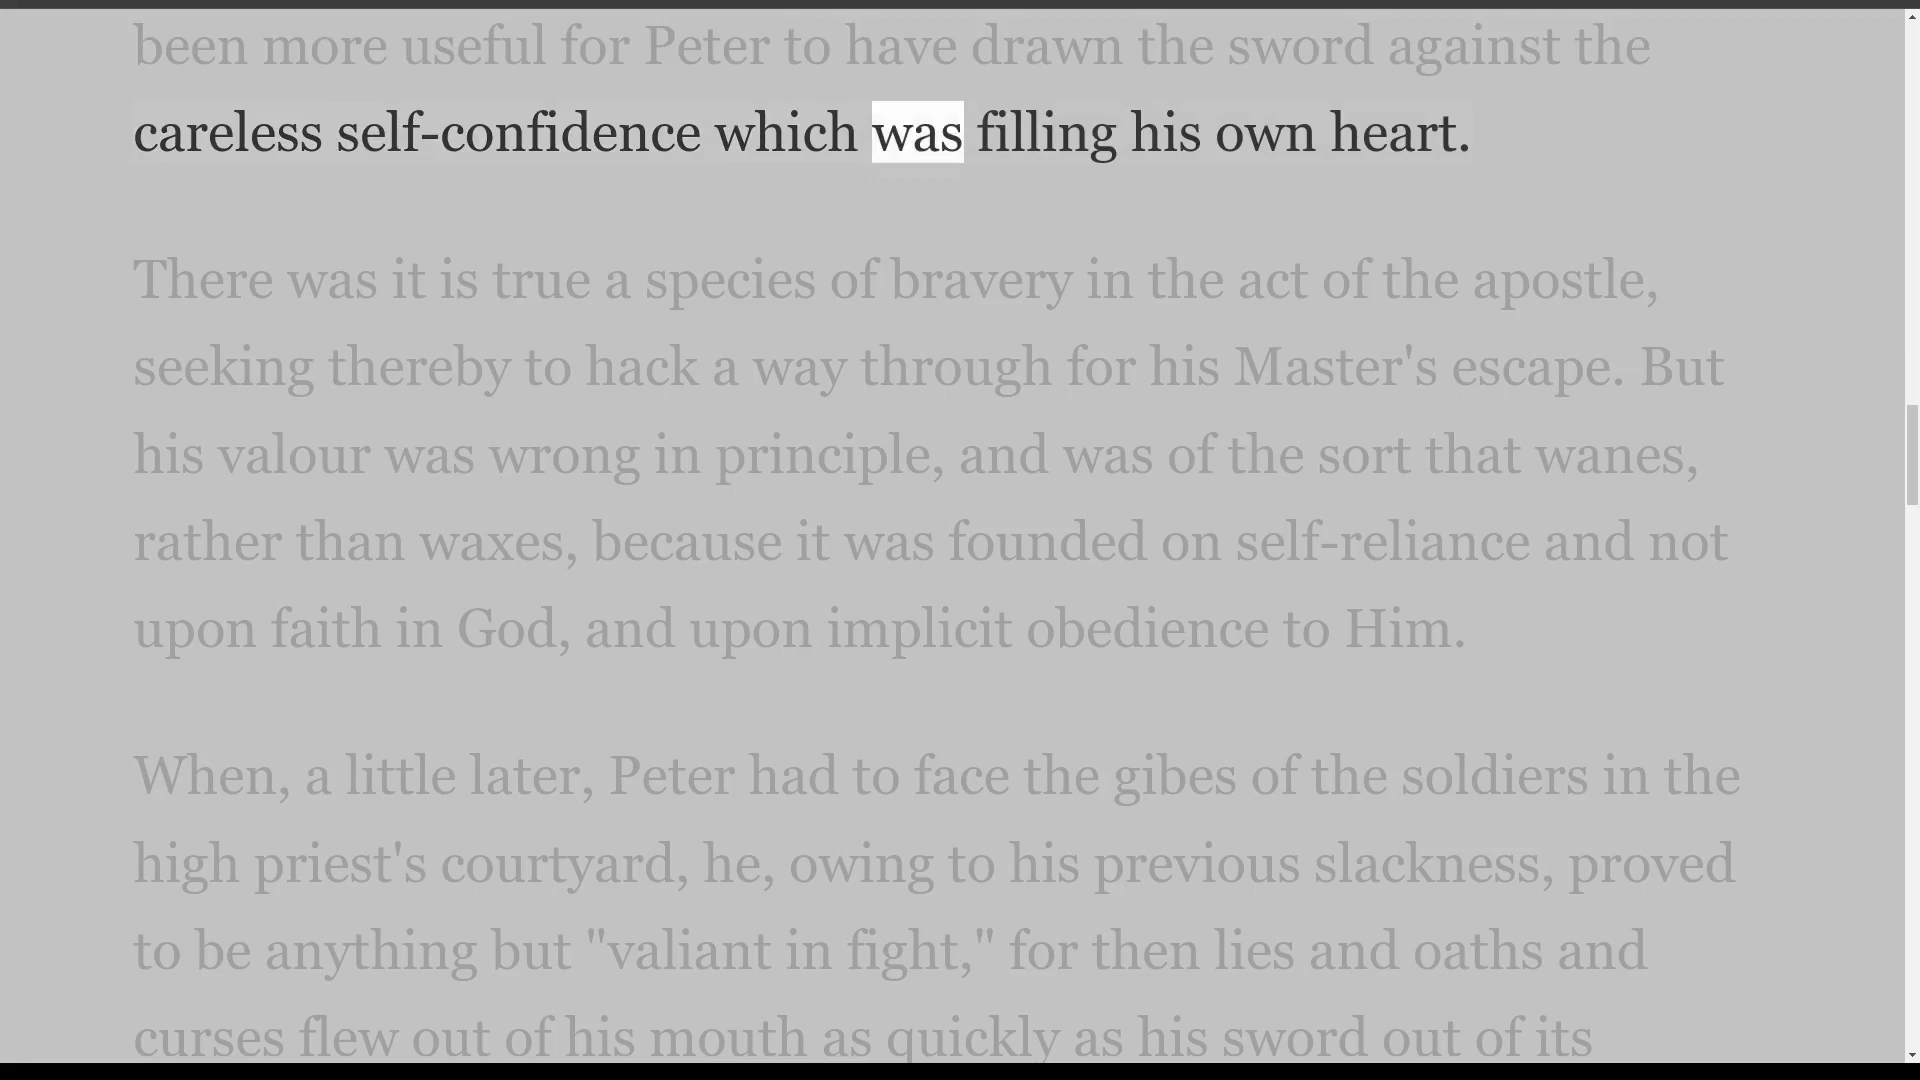 been more useful for Peter to have drawn the sword against the
careless self-confidence which was filling his own heart.
There was it is true a species of bravery in the act of the apostle,
seeking thereby to hack a way through for his Master's escape. But
his valour was wrong in principle, and was of the sort that wanes,
rather than waxes, because it was founded on self-reliance and not
upon faith in God, and upon implicit obedience to Him.
When, a little later, Peter had to face the gibes of the soldiers in the
high priest's courtyard, he, owing to his previous slackness, proved
to be anything but "valiant in fight," for then lies and oaths and
curses flew out of his mouth as quickly as his sword out of its